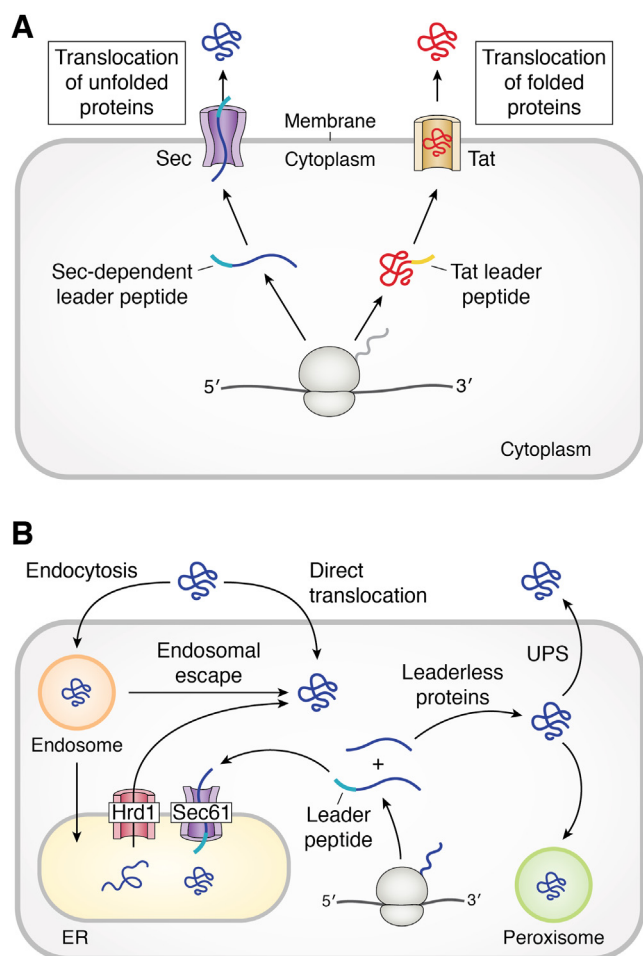 A
Translocation
of unfolded
proteins
Translocation
of folded
proteins
Membrane
Sec
Cytoplasm
Tat
Sec-dependent
leader peptide
Tat leader
peptide
5′
3′
Cytoplasm
B
Endocytosis
Direct
translocation
Endosomal
escape
UPS
Leaderless
proteins
Endosome
+
Hrd1
Sec61
Leader
peptide
5′
3′
ER
Peroxisome